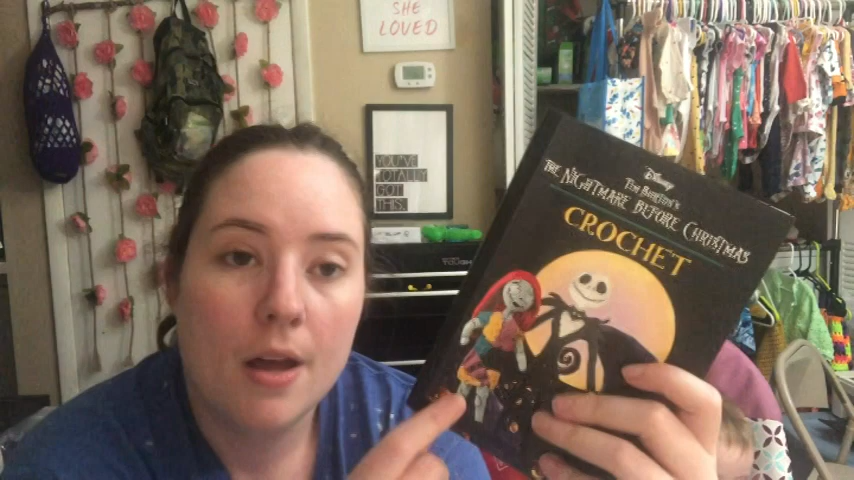 SHE
LOVED
YOU'VE
TOTALLY
GOT
THIS.
Disney
TIM BURTON'S
THE NIGHTMARE BEFORE CHRISTMAS
CROCHET